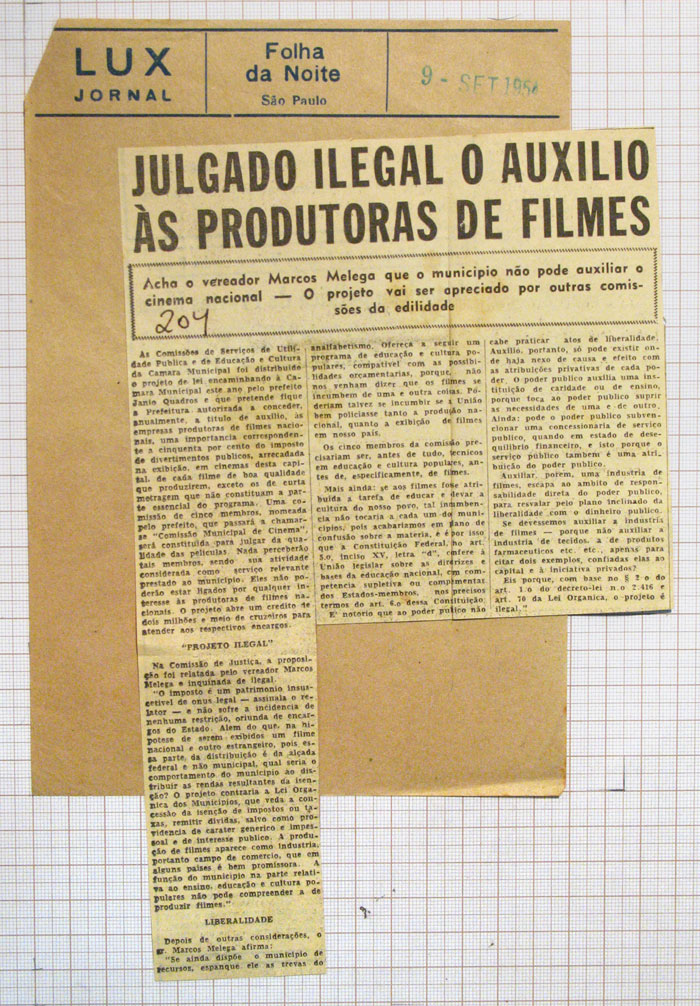 LUX
JORNAL
Folha
da Noite
São Paulo
9 - SET 1954
JULGADO ILEGAL O AUXILIO
ÀS PRODUTORAS DE FILMES
Acha o vereador Marcos Melega que o municipio não pode auxiliar o
cinema nacional — O projeto vai ser apreciado por outras comis-
sões da edilidade
204
As Comissões de Serviços de Utili-
dade Publica e de Educação e Cultura
da Camara Municipal foi distribuido
o projeto de lei encaminhando à Ca-
mara Municipal este ano pelo prefeito
Janio Quadros e que pretende fique
a Prefeitura autorizada a conceder,
anualmente, a titulo de auxilio, às
empresas produtoras de filmes nacio-
nais, uma importancia corresponden-
te a cinquenta por cento do imposto
de divertimentos publicos, arrecadada
na exibição, em cinemas desta capi-
tal, de cada filme de boa qualidade
que produzirem, exceto os de curta
metragem que não constituam a par-
te essencial do programa. Uma co-
missão de cinco membros, nomeada
pelo prefeito, que passará a chamar-
se "Comissão Municipal de Cinema",
será constituida para julgar da qua-
lidade das peliculas. Nada perceberão
tais membros, sendo sua atividade
considerada como serviço relevante
prestado ao municipio. Eles não po-
derão estar ligados por qualquer in-
teresse às produtoras de filmes na-
cionais. O projeto abre um credito de
dois milhões e meio de cruzeiros para
atender aos respectivos encargos.
"PROJETO ILEGAL"
Na Comissão de Justiça, a proposi-
ção foi relatada pelo vereador Marcos
Melega e inquinada de ilegal.
"O imposto é um patrimonio insus-
cetivel de onus legal — assinala o re-
lator — e não sofre a incidencia de
nenhuma restrição, oriunda de encar-
gos do Estado. Alem do que, na hi-
potese de serem exibidos um filme
nacional e outro estrangeiro, pois es-
sa parte da distribuição é da alçada
federal e não municipal, qual seria o
comportamento do municipio ao dis-
tribuir as rendas resultantes da isen-
ção? O projeto contraria a Lei Orga-
nica dos Municipios, que veda a con-
cessão da isenção de impostos ou ta-
xas, remitir dividas, salvo como pro-
videncia de carater generico e impes-
soal e de interesse publico. A produ-
ção de filmes aparece como industria,
portanto campo de comercio, que em
alguns paises é bem promissora. A
função do municipio na parte relati-
va ao ensino, educação e cultura po-
pulares não pode compreender a de
produzir filmes."
LIBERALIDADE
Depois de outras considerações, o
sr. Marcos Melega afirma:
"Se ainda dispõe o municipio de
recursos, espanque ele as trevas do
analfabetismo. Ofereça a seguir um
programa de educação e cultura po-
pulares, compativel com as possibi-
lidades orçamentarias, porque, não
nos venham dizer que os filmes se
incumbem de uma e outra coisa. Po-
deriam talvez se incumbir se a União
bem policiasse tanto a produção na-
cional, quanto a exibição de filmes
em nosso país.
Os cinco membros da comissão pre-
cisariam ser, antes de tudo, tecnicos
em educação e cultura populares, an-
tes de, especificamente, de filmes.
Mais ainda: e aos filmes fosse atri-
buida a tarefa de educar e elevar a
cultura do nosso povo, tal incumben-
cia não tocaria a cada um do muni-
cipios, pois acabariamos em plano de
confusão sobre a materia, e é por isso
que a Constituição Federal, no art.
5.o, inciso XV, letra "d", confere à
União legislar sobre as diretrizes e
bases da educação nacional, em com-
petencia supletiva ou complementar
dos Estados-membros, nos precisos
termos do art. 6.o dessa Constituição.
E' notorio que ao poder publico não
cabe praticar atos de liberalidade.
Auxilio, portanto, só pode existir on-
de haja nexo de causa e efeito com
as atribuições privativas de cada po-
der. O poder publico auxilia uma ins-
tituição de caridade ou de ensino,
porque toca ao poder publico suprir
as necessidades de uma e de outro.
Ainda: pode o poder publico subven-
cionar uma concessionaria de serviço
publico, quando em estado de dese-
quilibrio financeiro, e isto porque o
serviço publico tambem é uma atri-
buição do poder publico.
Auxiliar, porem, uma industria de
filmes, escapa ao ambito de respon-
sabilidade direta do poder publico,
para resvalar pelo plano inclinado da
liberalidade com o dinheiro publico.
Se devessemos auxiliar a industria
de filmes — porque não auxiliar a
industria de tecidos, a de produtos
farmaceuticos etc. etc., apenas para
citar dois exemplos, confiadas elas ao
capital e à iniciativa privados?
Eis porque, com base no § 2 o do
art. 1.o do decreto-lei n.o 2.416 e
art. 70 da Lei Organica, o projeto é
ilegal."